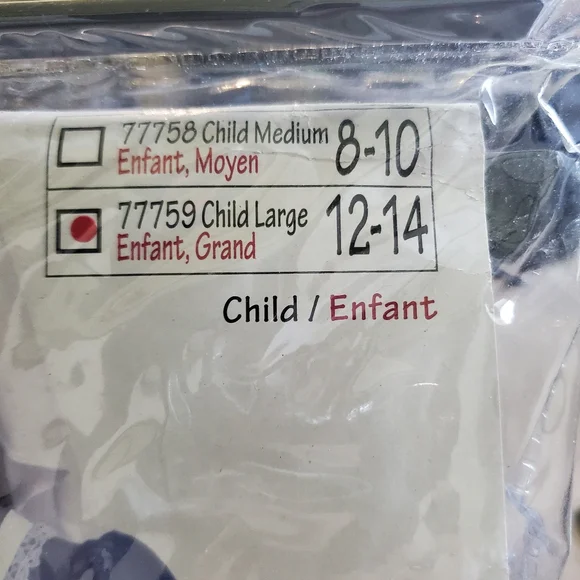 77758 Child Medium 8-10
Enfant, Moyen
77759 Child Large 12-14
Enfant, Grand
Child / Enfant